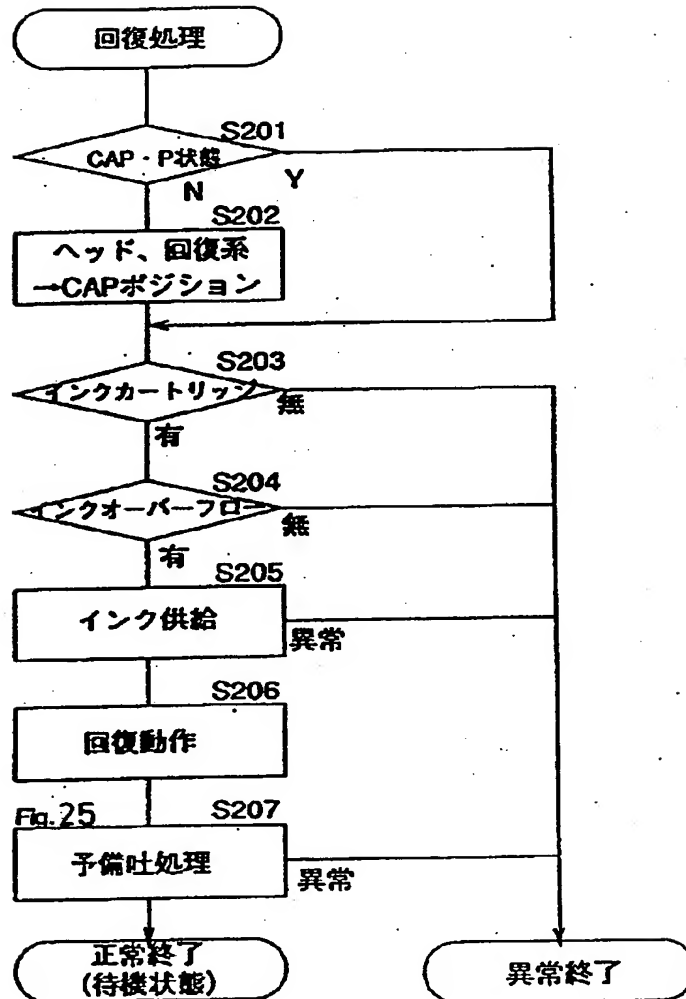 回復処理
S201
CAP・P状態
N
Y
S202
ヘッド、回復系
→CAPポジション
S203
インクカートリッジ
無
有
S204
インクオーバーフロー
無
有
S205
インク供給
異常
S206
回復動作
Fig.25
S207
予備吐処理
異常
正常終了
(待機状態)
異常終了